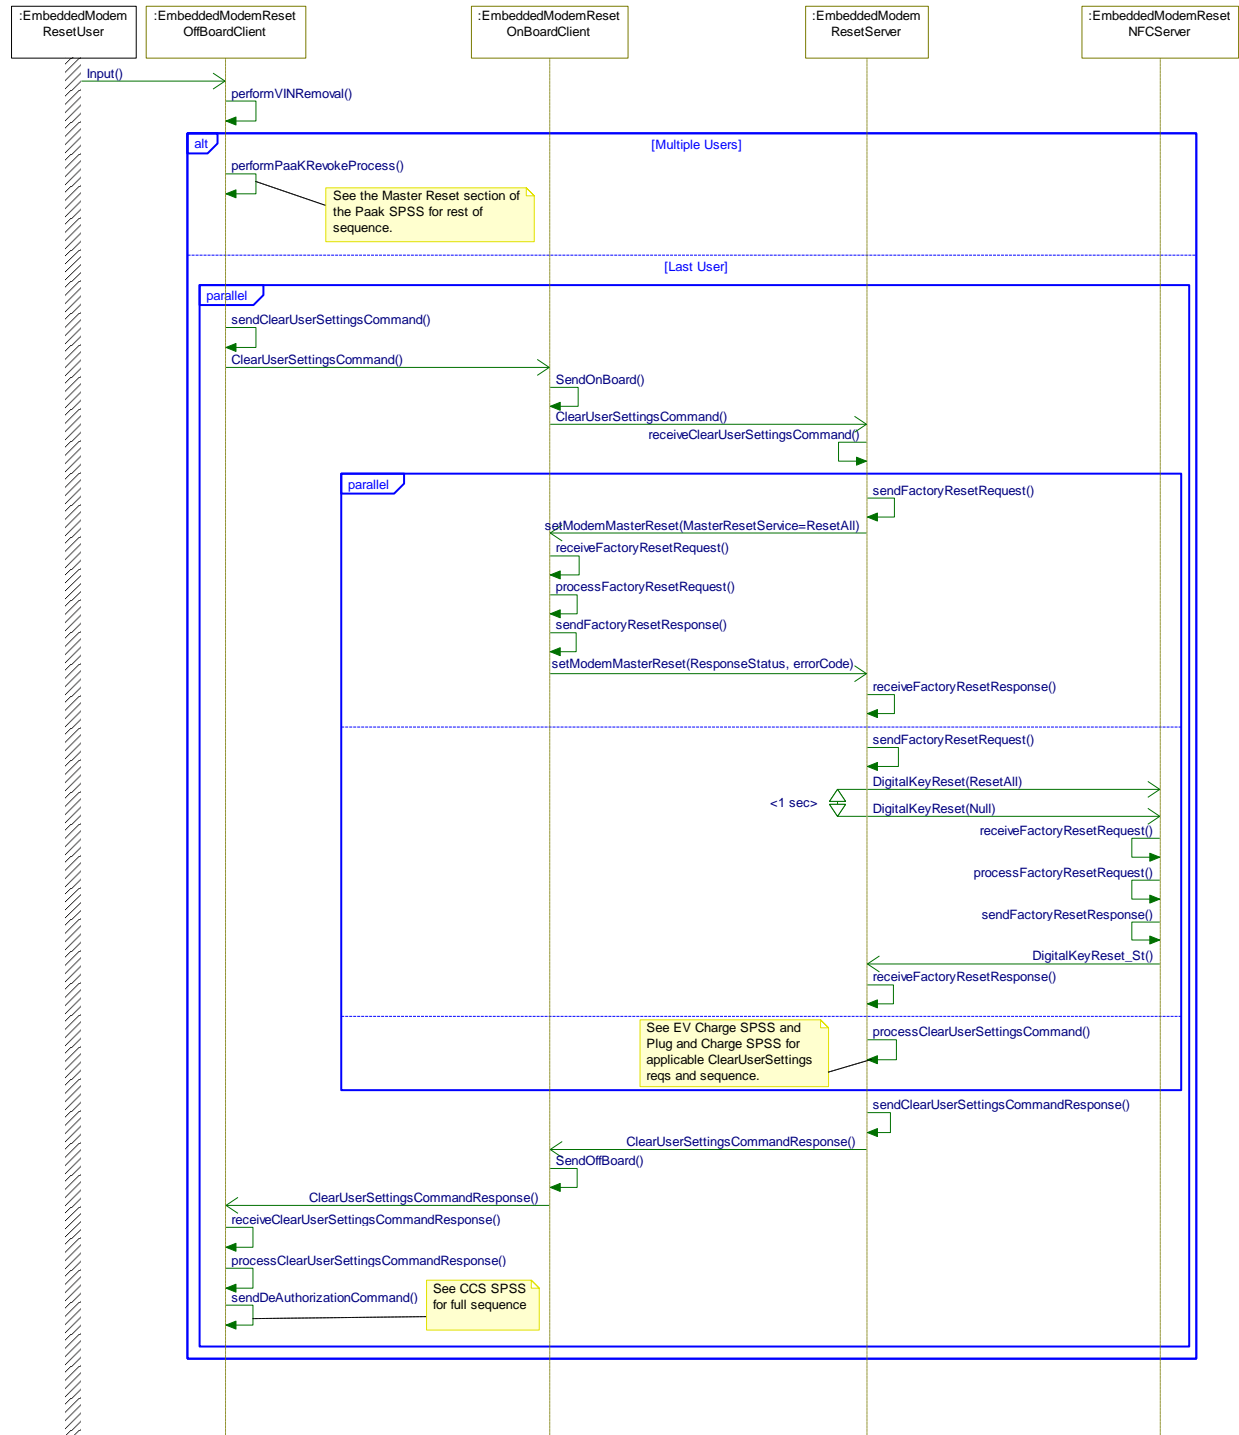 :EmbeddedModem
ResetUser
:EmbeddedModemReset
OffBoardClient
:EmbeddedModemReset
OnBoardClient
:EmbeddedModem
ResetServer
:EmbeddedModemReset
NFCServer
Input()
performVINRemoval()
alt
[Multiple Users]
performPaaKRevokeProcess()
See the Master Reset section of
the Paak SPSS for rest of
sequence.
[Last User]
parallel
sendClearUserSettingsCommand()
ClearUserSettingsCommand()
SendOnBoard()
ClearUserSettingsCommand()
receiveClearUserSettingsCommand()
parallel
sendFactoryResetRequest()
setModemMasterReset(MasterResetService=ResetAll)
receiveFactoryResetRequest()
processFactoryResetRequest()
sendFactoryResetResponse()
setModemMasterReset(ResponseStatus, errorCode)
receiveFactoryResetResponse()
sendFactoryResetRequest()
DigitalKeyReset(ResetAll)
<1 sec>
DigitalKeyReset(Null)
receiveFactoryResetRequest()
processFactoryResetRequest()
sendFactoryResetResponse()
DigitalKeyReset_St()
receiveFactoryResetResponse()
See EV Charge SPSS and
Plug and Charge SPSS for
applicable ClearUserSettings
reqs and sequence.
processClearUserSettingsCommand()
sendClearUserSettingsCommandResponse()
ClearUserSettingsCommandResponse()
SendOffBoard()
ClearUserSettingsCommandResponse()
receiveClearUserSettingsCommandResponse()
processClearUserSettingsCommandResponse()
sendDeAuthorizationCommand()
See CCS SPSS
for full sequence